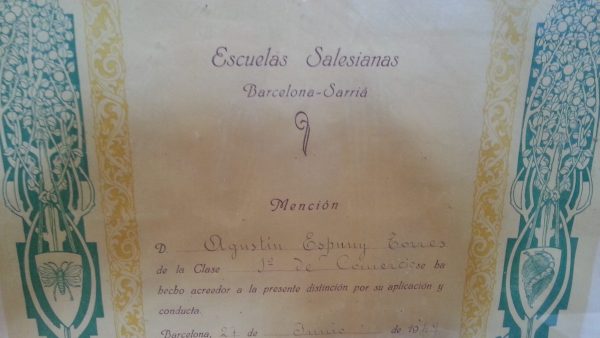 Escuelas Salesianas
Barcelona-Sarriá
Mención
D. Agustín Espuny Torres
de la Clase 1º de Comercio se ha
hecho acreedor a la presente distinción por su aplicación y
conducta.
Barcelona, de Junio de